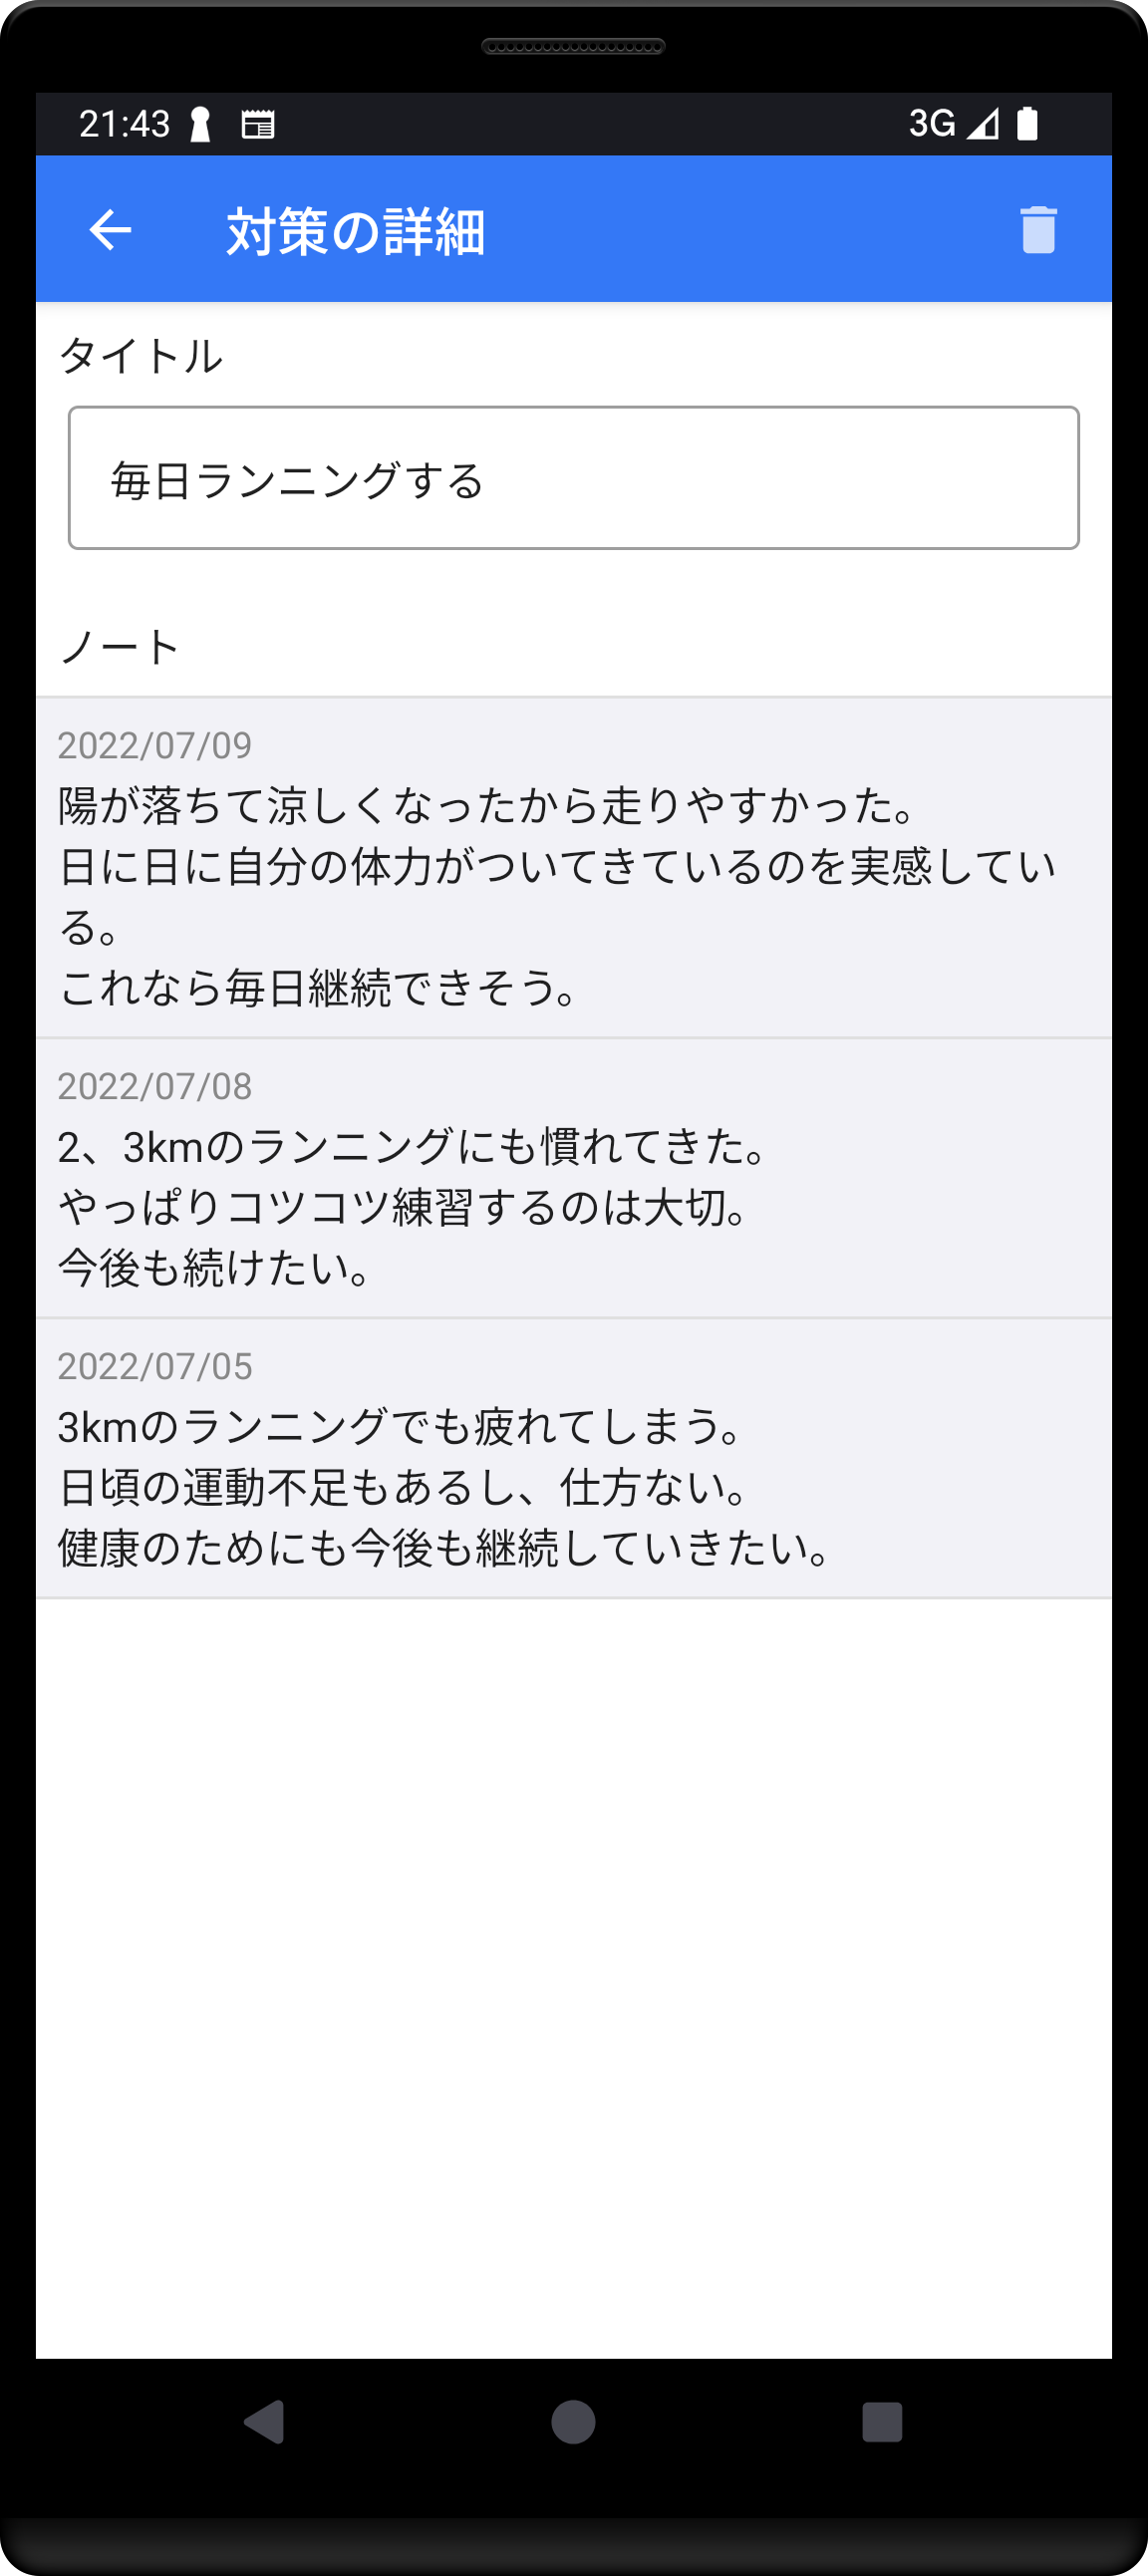 21:43
3G
対策の詳細
タイトル
毎日ランニングする
ノート
2022/07/09
陽が落ちて涼しくなったから走りやすかった。
日に日に自分の体力がついてきているのを実感してい
る。
これなら毎日継続できそう。
2022/07/08
2、3kmのランニングにも慣れてきた。
やっぱりコツコツ練習するのは大切。
今後も続けたい。
2022/07/05
3kmのランニングでも疲れてしまう。
日頃の運動不足もあるし、仕方ない。
健康のためにも今後も継続していきたい。